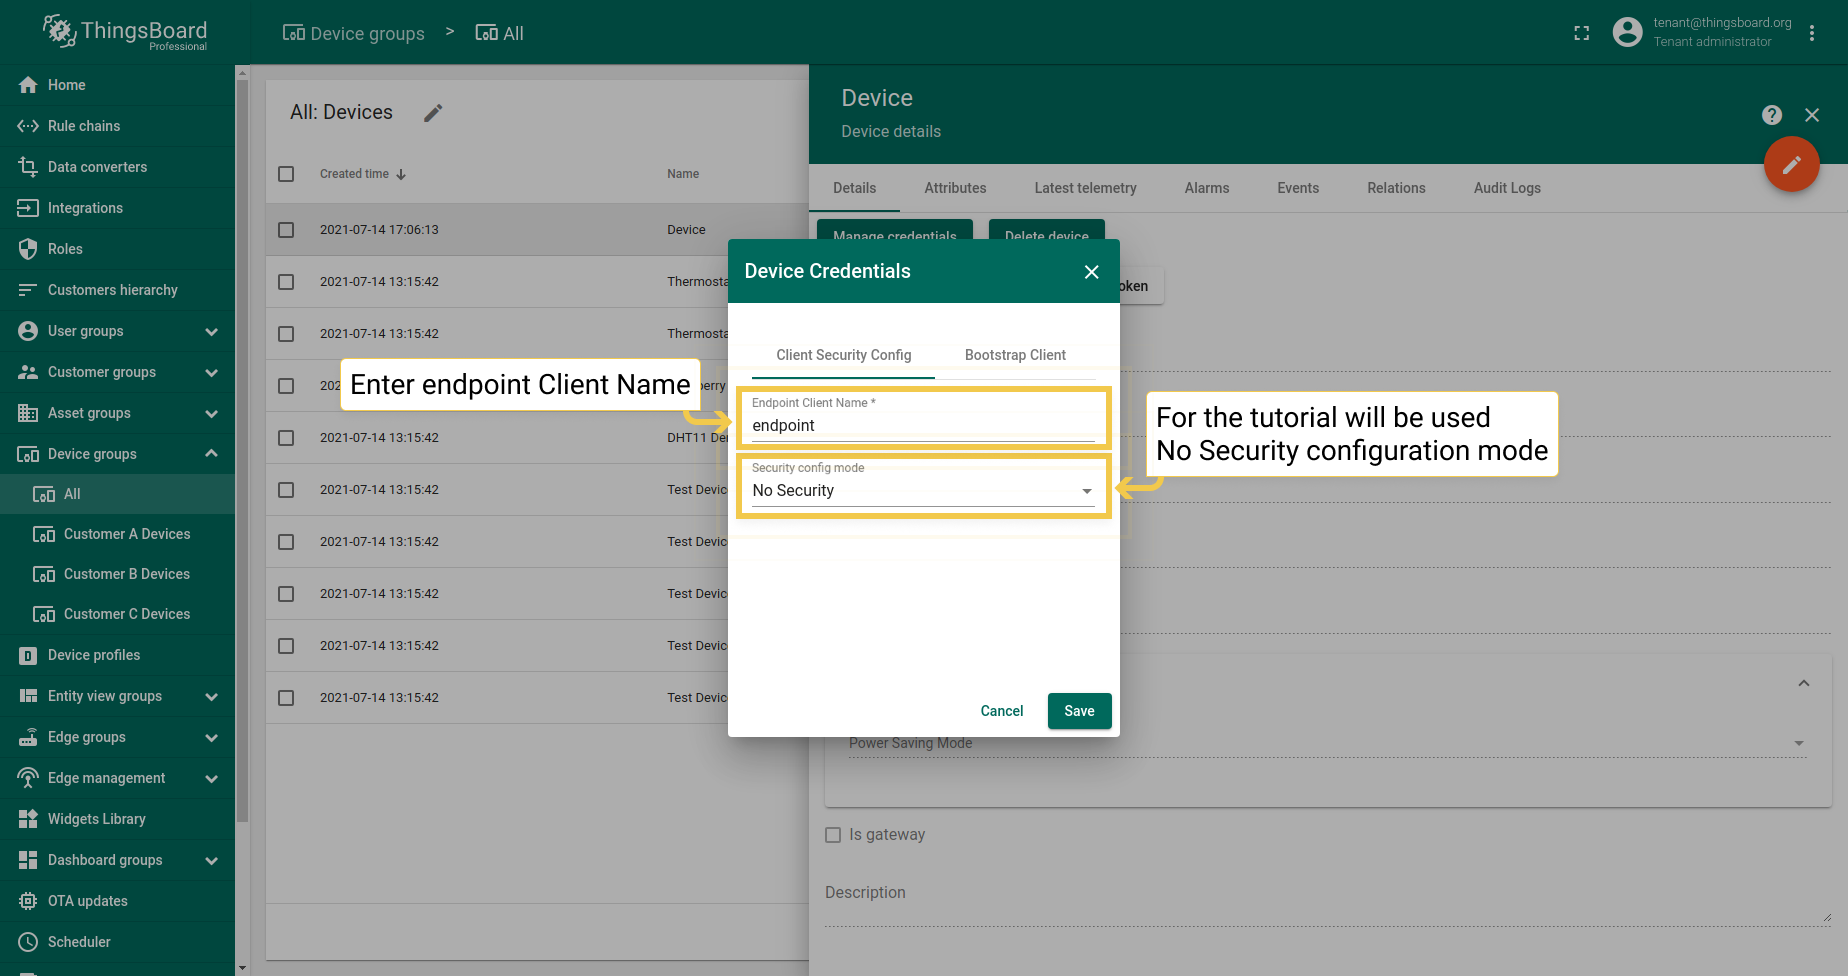 ThingsBoard
Professional
Device groups > All
tenant@thingsboard.org
Tenant administrator
Home
Rule chains
Data converters
Integrations
Roles
Customers hierarchy
User groups
Customer groups
Asset groups
Device groups
All
Customer A Devices
Customer B Devices
Customer C Devices
Device profiles
Entity view groups
Edge groups
Edge management
Widgets Library
Dashboard groups
OTA updates
Scheduler
All: Devices
Created time Name
2021-07-14 17:06:13 Device
2021-07-14 13:15:42 Thermosta
2021-07-14 13:15:42 Thermosta
202 berry
2021-07-14 13:15:42 DHT11 De
2021-07-14 13:15:42 Test Devic
2021-07-14 13:15:42 Test Devic
2021-07-14 13:15:42 Test Devic
2021-07-14 13:15:42 Test Devic
2021-07-14 13:15:42 Test Devic
Device
Device details
Details Attributes Latest telemetry Alarms Events Relations Audit Logs
Manage credentials Delete device
oken
Device Credentials
Client Security Config Bootstrap Client
Enter endpoint Client Name
Endpoint Client Name *
endpoint
Security config mode
No Security
For the tutorial will be used
No Security configuration mode
Cancel Save
Power Saving Mode
Is gateway
Description